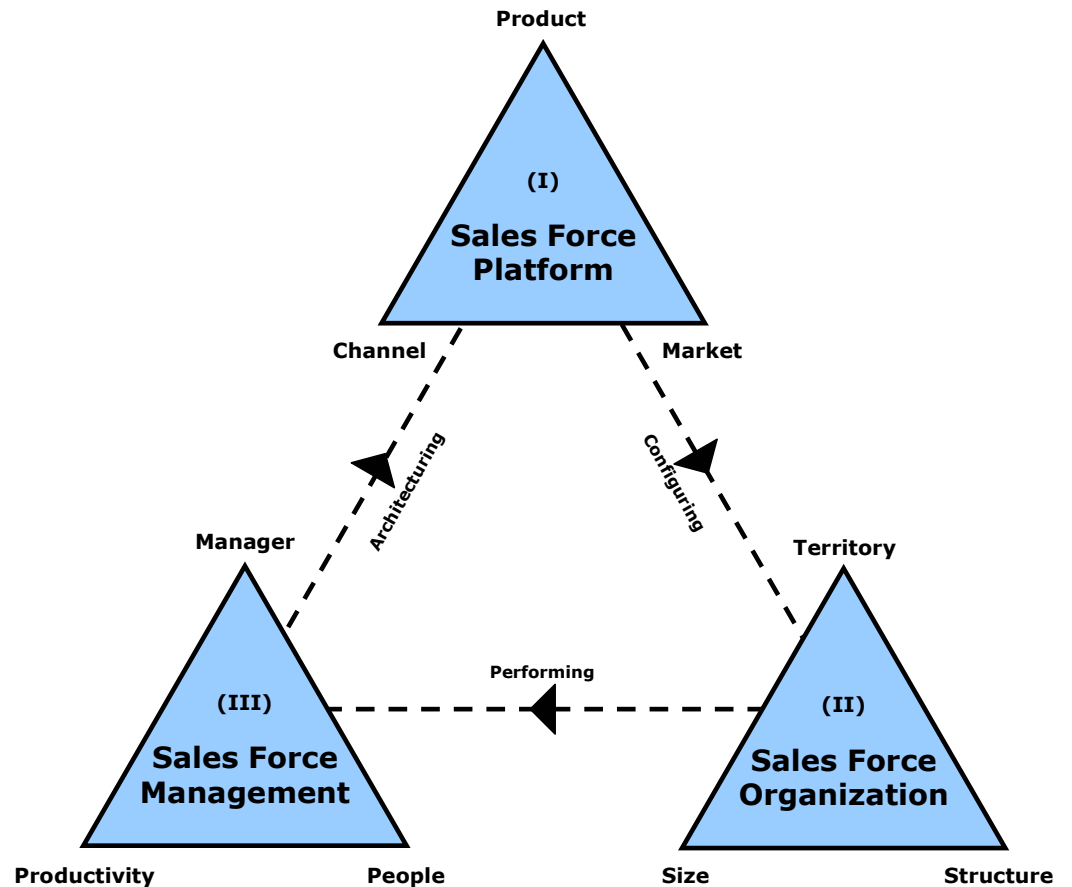 Product
(I)
Sales Force
Platform
Channel
Market
Architecturing
Configuring
Manager
Territory
Performing
(III)
Sales Force
Management
(II)
Sales Force
Organization
Productivity
People
Size
Structure